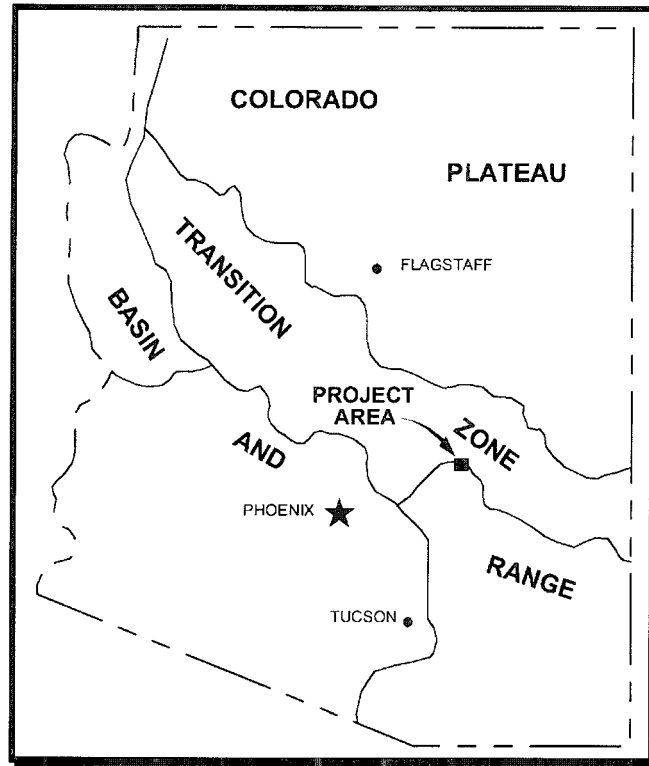 COLORADO
PLATEAU
TRANSITION
FLAGSTAFF
BASIN
PROJECT
AREA
ZONE
AND
PHOENIX
RANGE
TUCSON